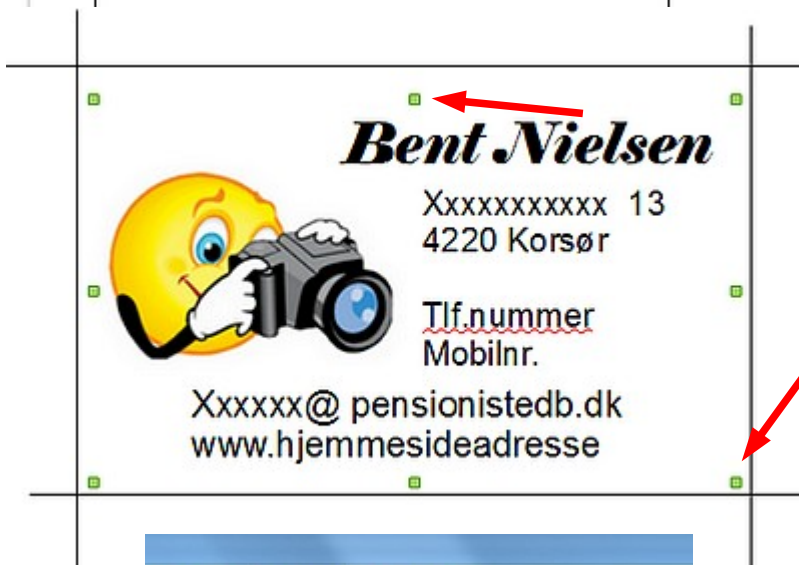 Bent Nielsen
Xxxxxxxxxxx 13
4220 Korsør
Tlf.nummer
Mobilnr.
Xxxxxx@ pensionistedb.dk
www.hjemmesideadresse